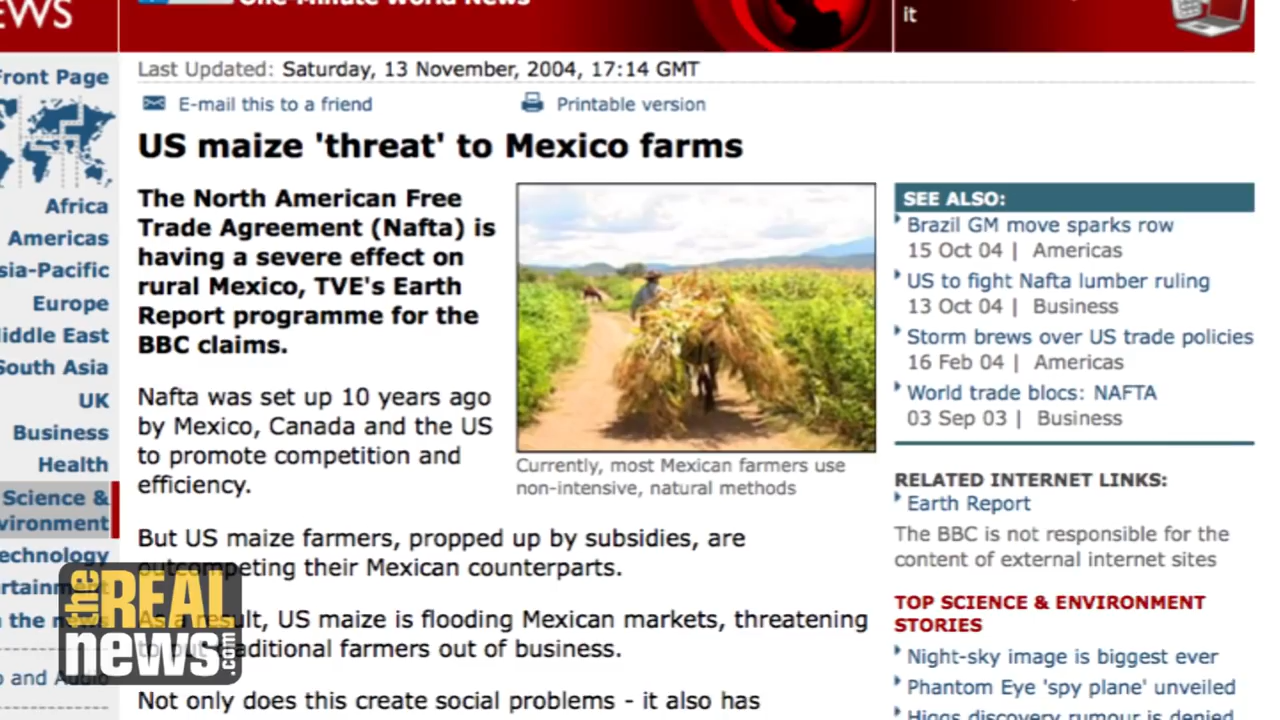 EWS
One-Minute World News
it
Last Updated: Saturday, 13 November, 2004, 17:14 GMT
E-mail this to a friend
Printable version
Front Page
Africa
Americas
sia-Pacific
Europe
iddle East
South Asia
UK
Business
Health
Science &
vironment
echnology
rtainment
the news
o and Audio
US maize 'threat' to Mexico farms
The North American Free
Trade Agreement (Nafta) is
having a severe effect on
rural Mexico, TVE's Earth
Report programme for the
BBC claims.
Nafta was set up 10 years ago
by Mexico, Canada and the US
to promote competition and
efficiency.
Currently, most Mexican farmers use
non-intensive, natural methods
But US maize farmers, propped up by subsidies, are
outcompeting their Mexican counterparts.
As a result, US maize is flooding Mexican markets, threatening
to put traditional farmers out of business.
Not only does this create social problems - it also has
SEE ALSO:
Brazil GM move sparks row
15 Oct 04 | Americas
US to fight Nafta lumber ruling
13 Oct 04 | Business
Storm brews over US trade policies
16 Feb 04 | Americas
World trade blocs: NAFTA
03 Sep 03 | Business
RELATED INTERNET LINKS:
Earth Report
The BBC is not responsible for the
content of external internet sites
TOP SCIENCE & ENVIRONMENT
STORIES
Night-sky image is biggest ever
Phantom Eye 'spy plane' unveiled
Higgs discovery rumour is denied
the REAL
news.com